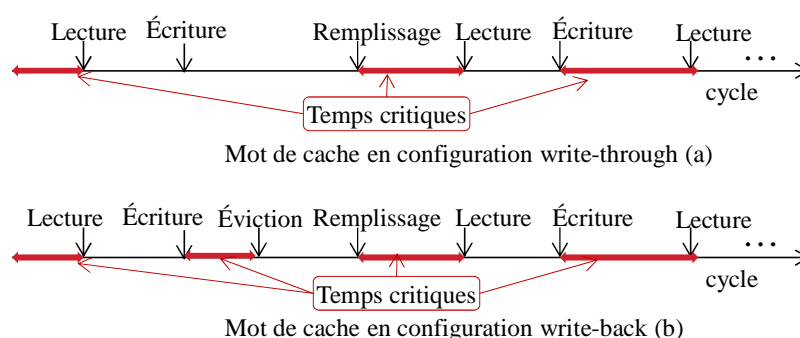 Lecture Écriture Remplissage Lecture Écriture Lecture
...
cycle
Temps critiques
Mot de cache en configuration write-through (a)
Lecture Écriture Éviction Remplissage Lecture Écriture Lecture
...
cycle
Temps critiques
Mot de cache en configuration write-back (b)